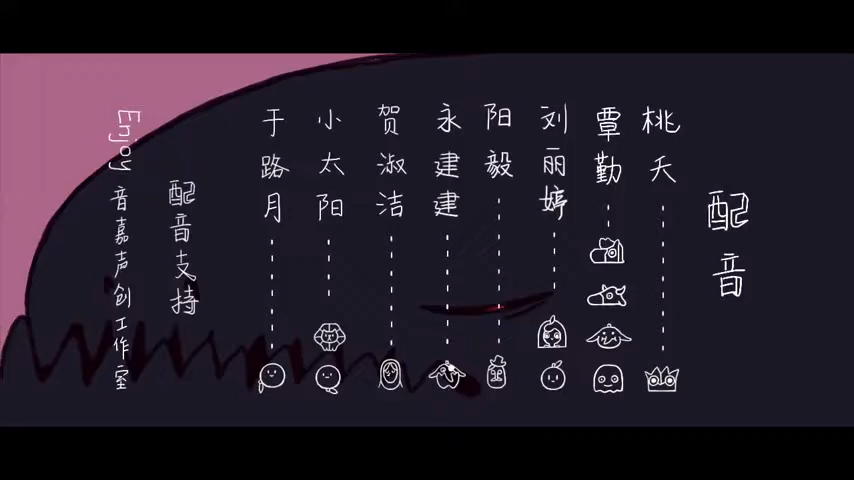 配音
桃夭
覃勤
刘丽婷
阳毅
永建建
贺淑洁
小太阳
于路月
配音支持
Enjoy音嘉声创工作室